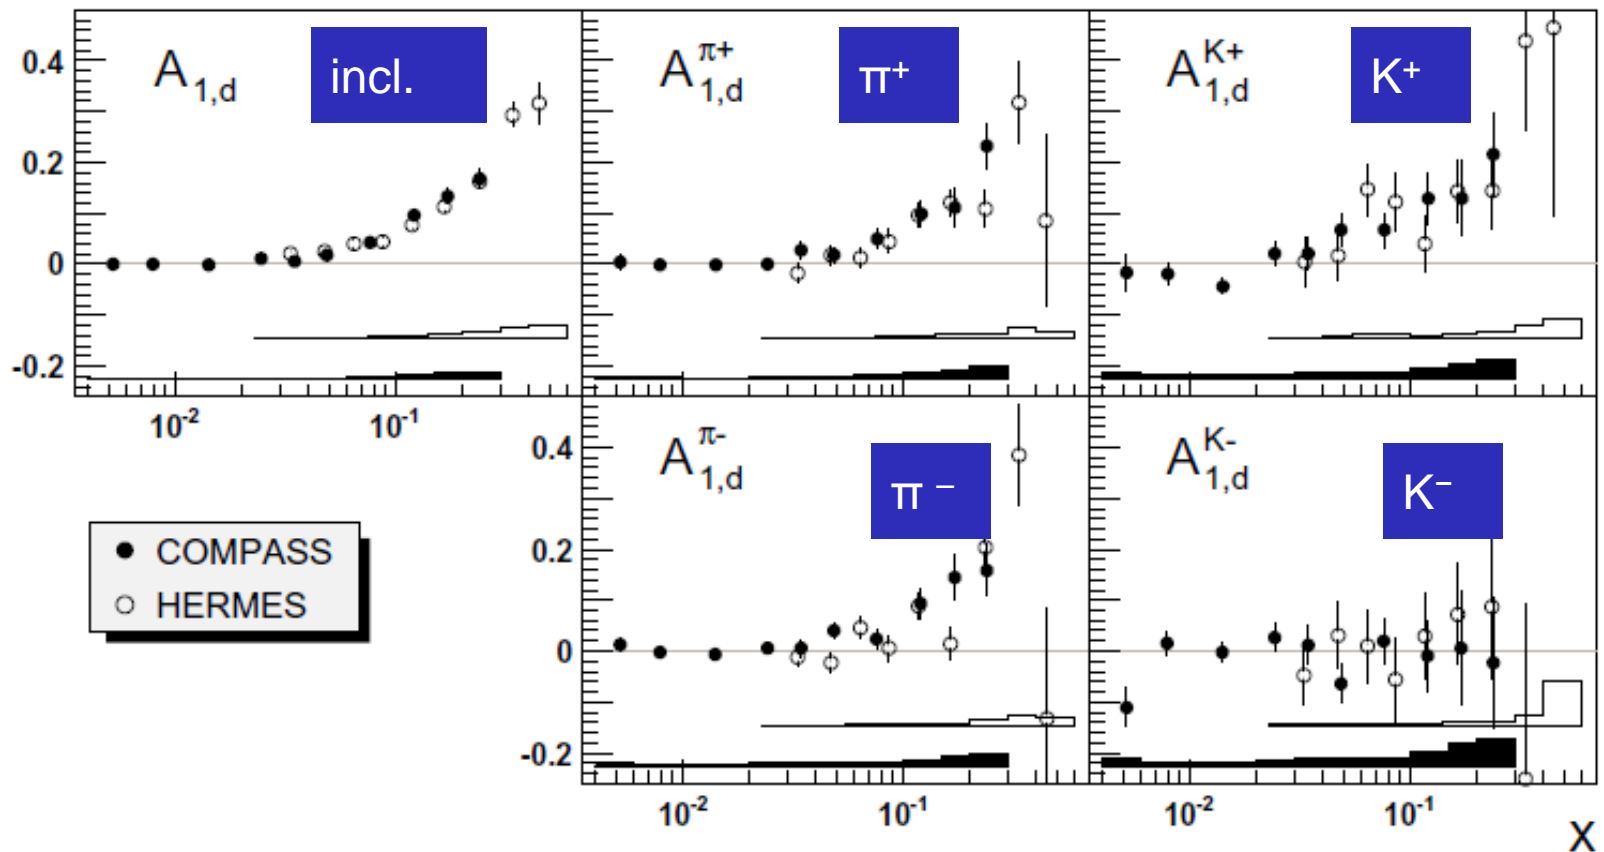 A1,d incl.
Aπ+1,d π+
AK+1,d K+
0.4
0.2
0
-0.2
10-2 10-1
Aπ-1,d π –
AK-1,d K–
0.4
0.2
0
-0.2
COMPASS
HERMES
10-2 10-1 10-2 10-1
X